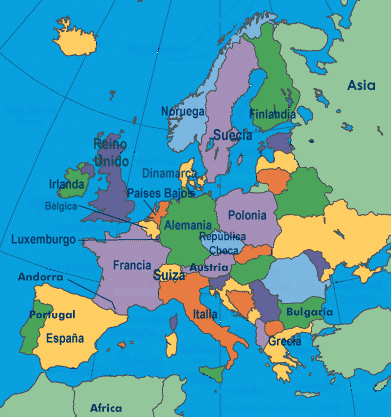 Asia
Noruega
Finlandia
Suecia
Reino
Unido
Dinamarca
Irlanda
Países Bajos
Bélgica
Polonia
Alemania
Luxemburgo
República
Checa
Francia
Suiza
Austria
Andorra
Portugal
Italia
Bulgaria
España
Grecia
Africa